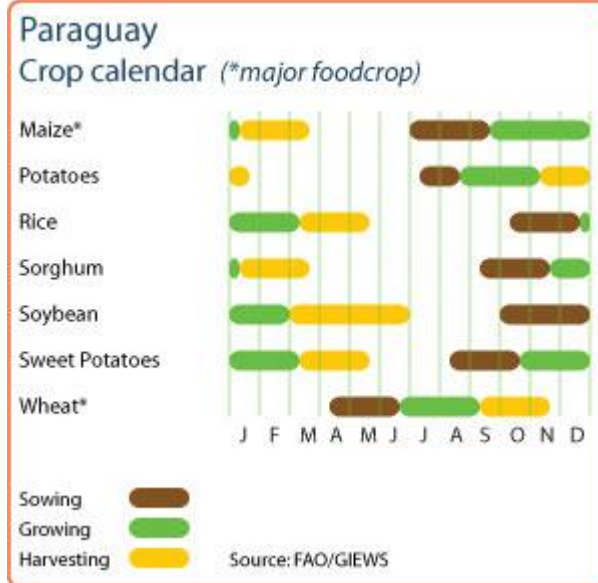 Paraguay
Crop calendar (*major foodcrop)
Maize*
Potatoes
Rice
Sorghum
Soybean
Sweet Potatoes
Wheat*
J F M A M J J A S O N D
Sowing
Growing
Harvesting
Source: FAO/GIEWS